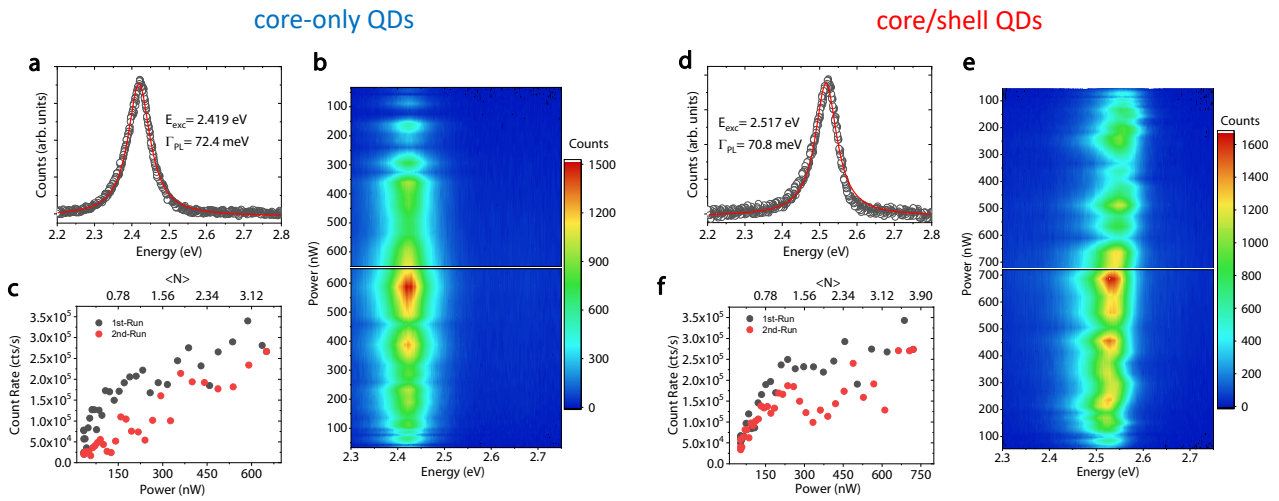 core-only QDs
core/shell QDs
a
E_exc= 2.419 eV
Γ_PL= 72.4 meV
Counts (arb. units)
2.2 2.3 2.4 2.5 2.6 2.7 2.8
Energy (eV)
b
100
200
300
400
500
600
600
500
400
300
200
100
Power (nW)
2.3 2.4 2.5 2.6 2.7
Energy (eV)
Counts
1500
1200
900
600
300
0
c
<N>
0.78 1.56 2.34 3.12
3.5x10^5
3.0x10^5
2.5x10^5
2.0x10^5
1.5x10^5
1.0x10^5
5.0x10^4
0.0
1st-Run
2nd-Run
Count Rate (cts/s)
150 300 450 600
Power (nW)
d
E_exc= 2.517 eV
Γ_PL= 70.8 meV
Counts (arb. units)
2.2 2.3 2.4 2.5 2.6 2.7 2.8
Energy (eV)
e
100
200
300
400
500
600
700
700
600
500
400
300
200
100
Power (nW)
2.3 2.4 2.5 2.6 2.7
Energy (eV)
Counts
1600
1400
1200
1000
800
600
400
200
0
f
<N>
0.78 1.56 2.34 3.12 3.90
3.5x10^5
3.0x10^5
2.5x10^5
2.0x10^5
1.5x10^5
1.0x10^5
5.0x10^4
0.0
1st-Run
2nd-Run
Count Rate (cts/s)
150 300 450 600 750
Power (nW)